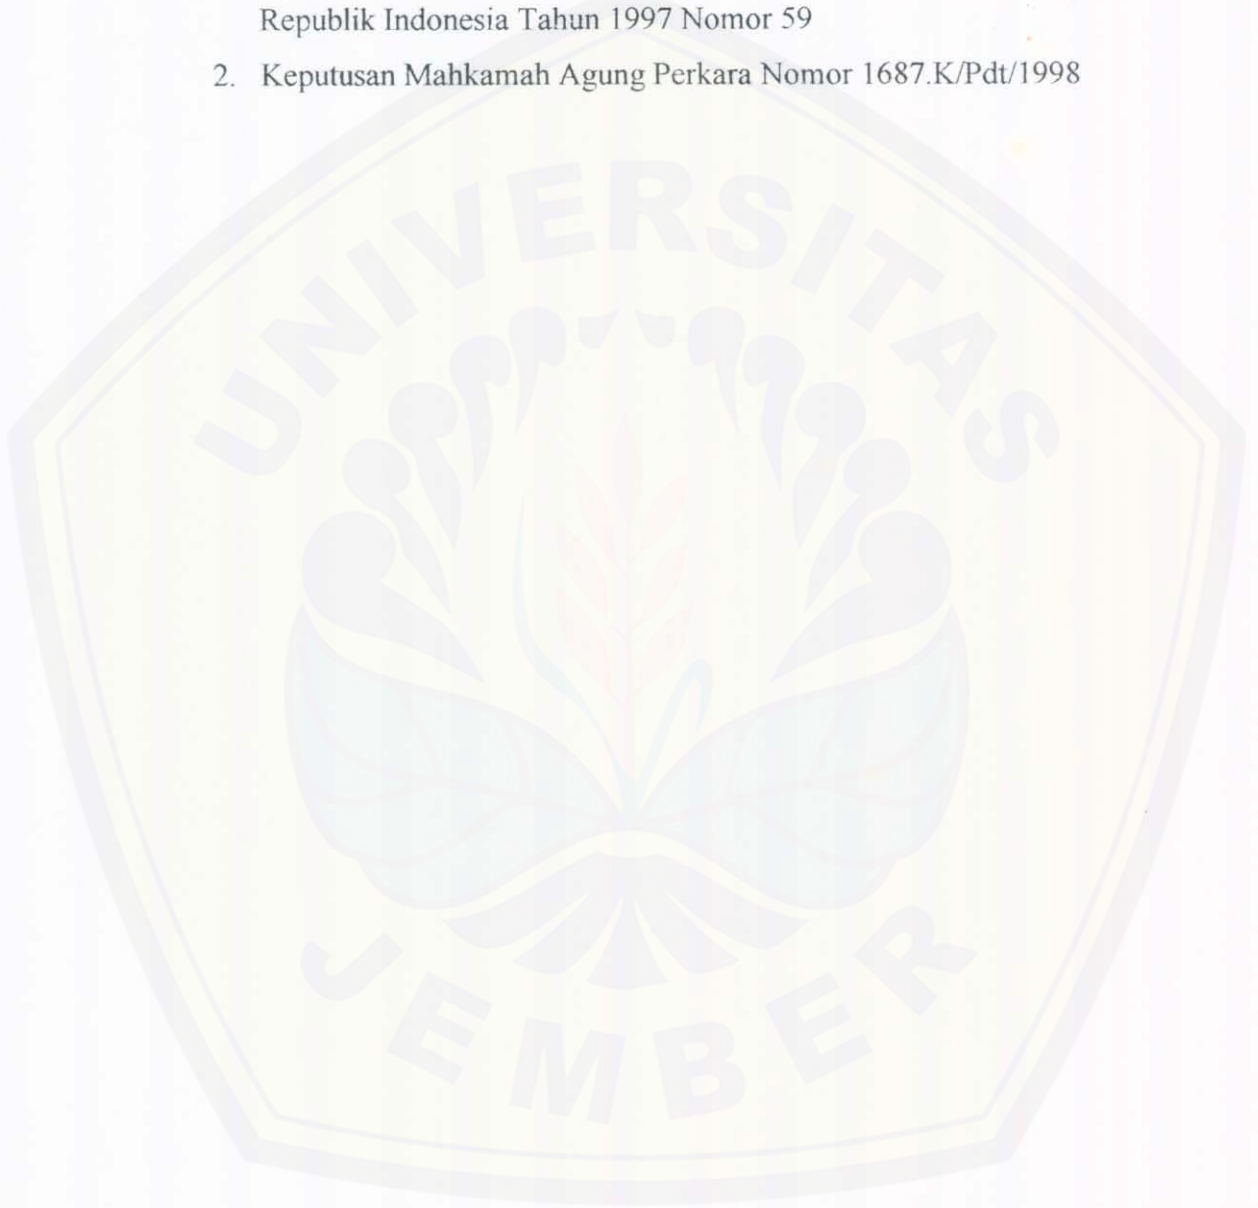 Republik Indonesia Tahun 1997 Nomor 59
2. Keputusan Mahkamah Agung Perkara Nomor 1687.K/Pdt/1998
UNIVERSITAS
JEMBER